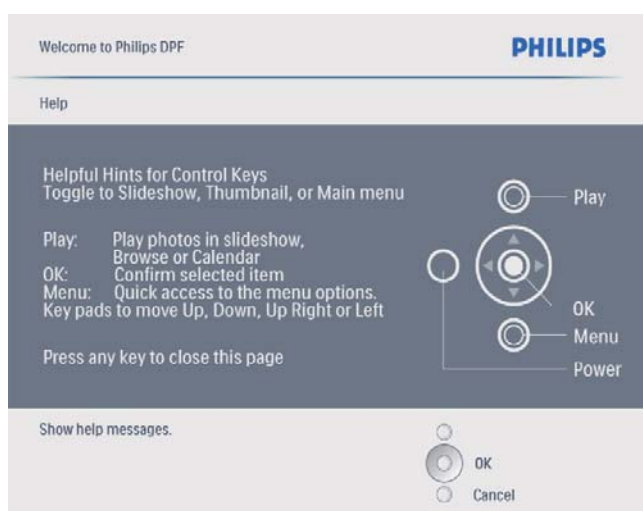 Welcome to Philips DPF
PHILIPS
Help
Helpful Hints for Control Keys
Toggle to Slideshow, Thumbnail, or Main menu
Play: Play photos in slideshow,
Browse or Calendar
OK: Confirm selected item
Menu: Quick access to the menu options.
Key pads to move Up, Down, Up Right or Left
Press any key to close this page
Play
OK
Menu
Power
Show help messages.
OK
Cancel